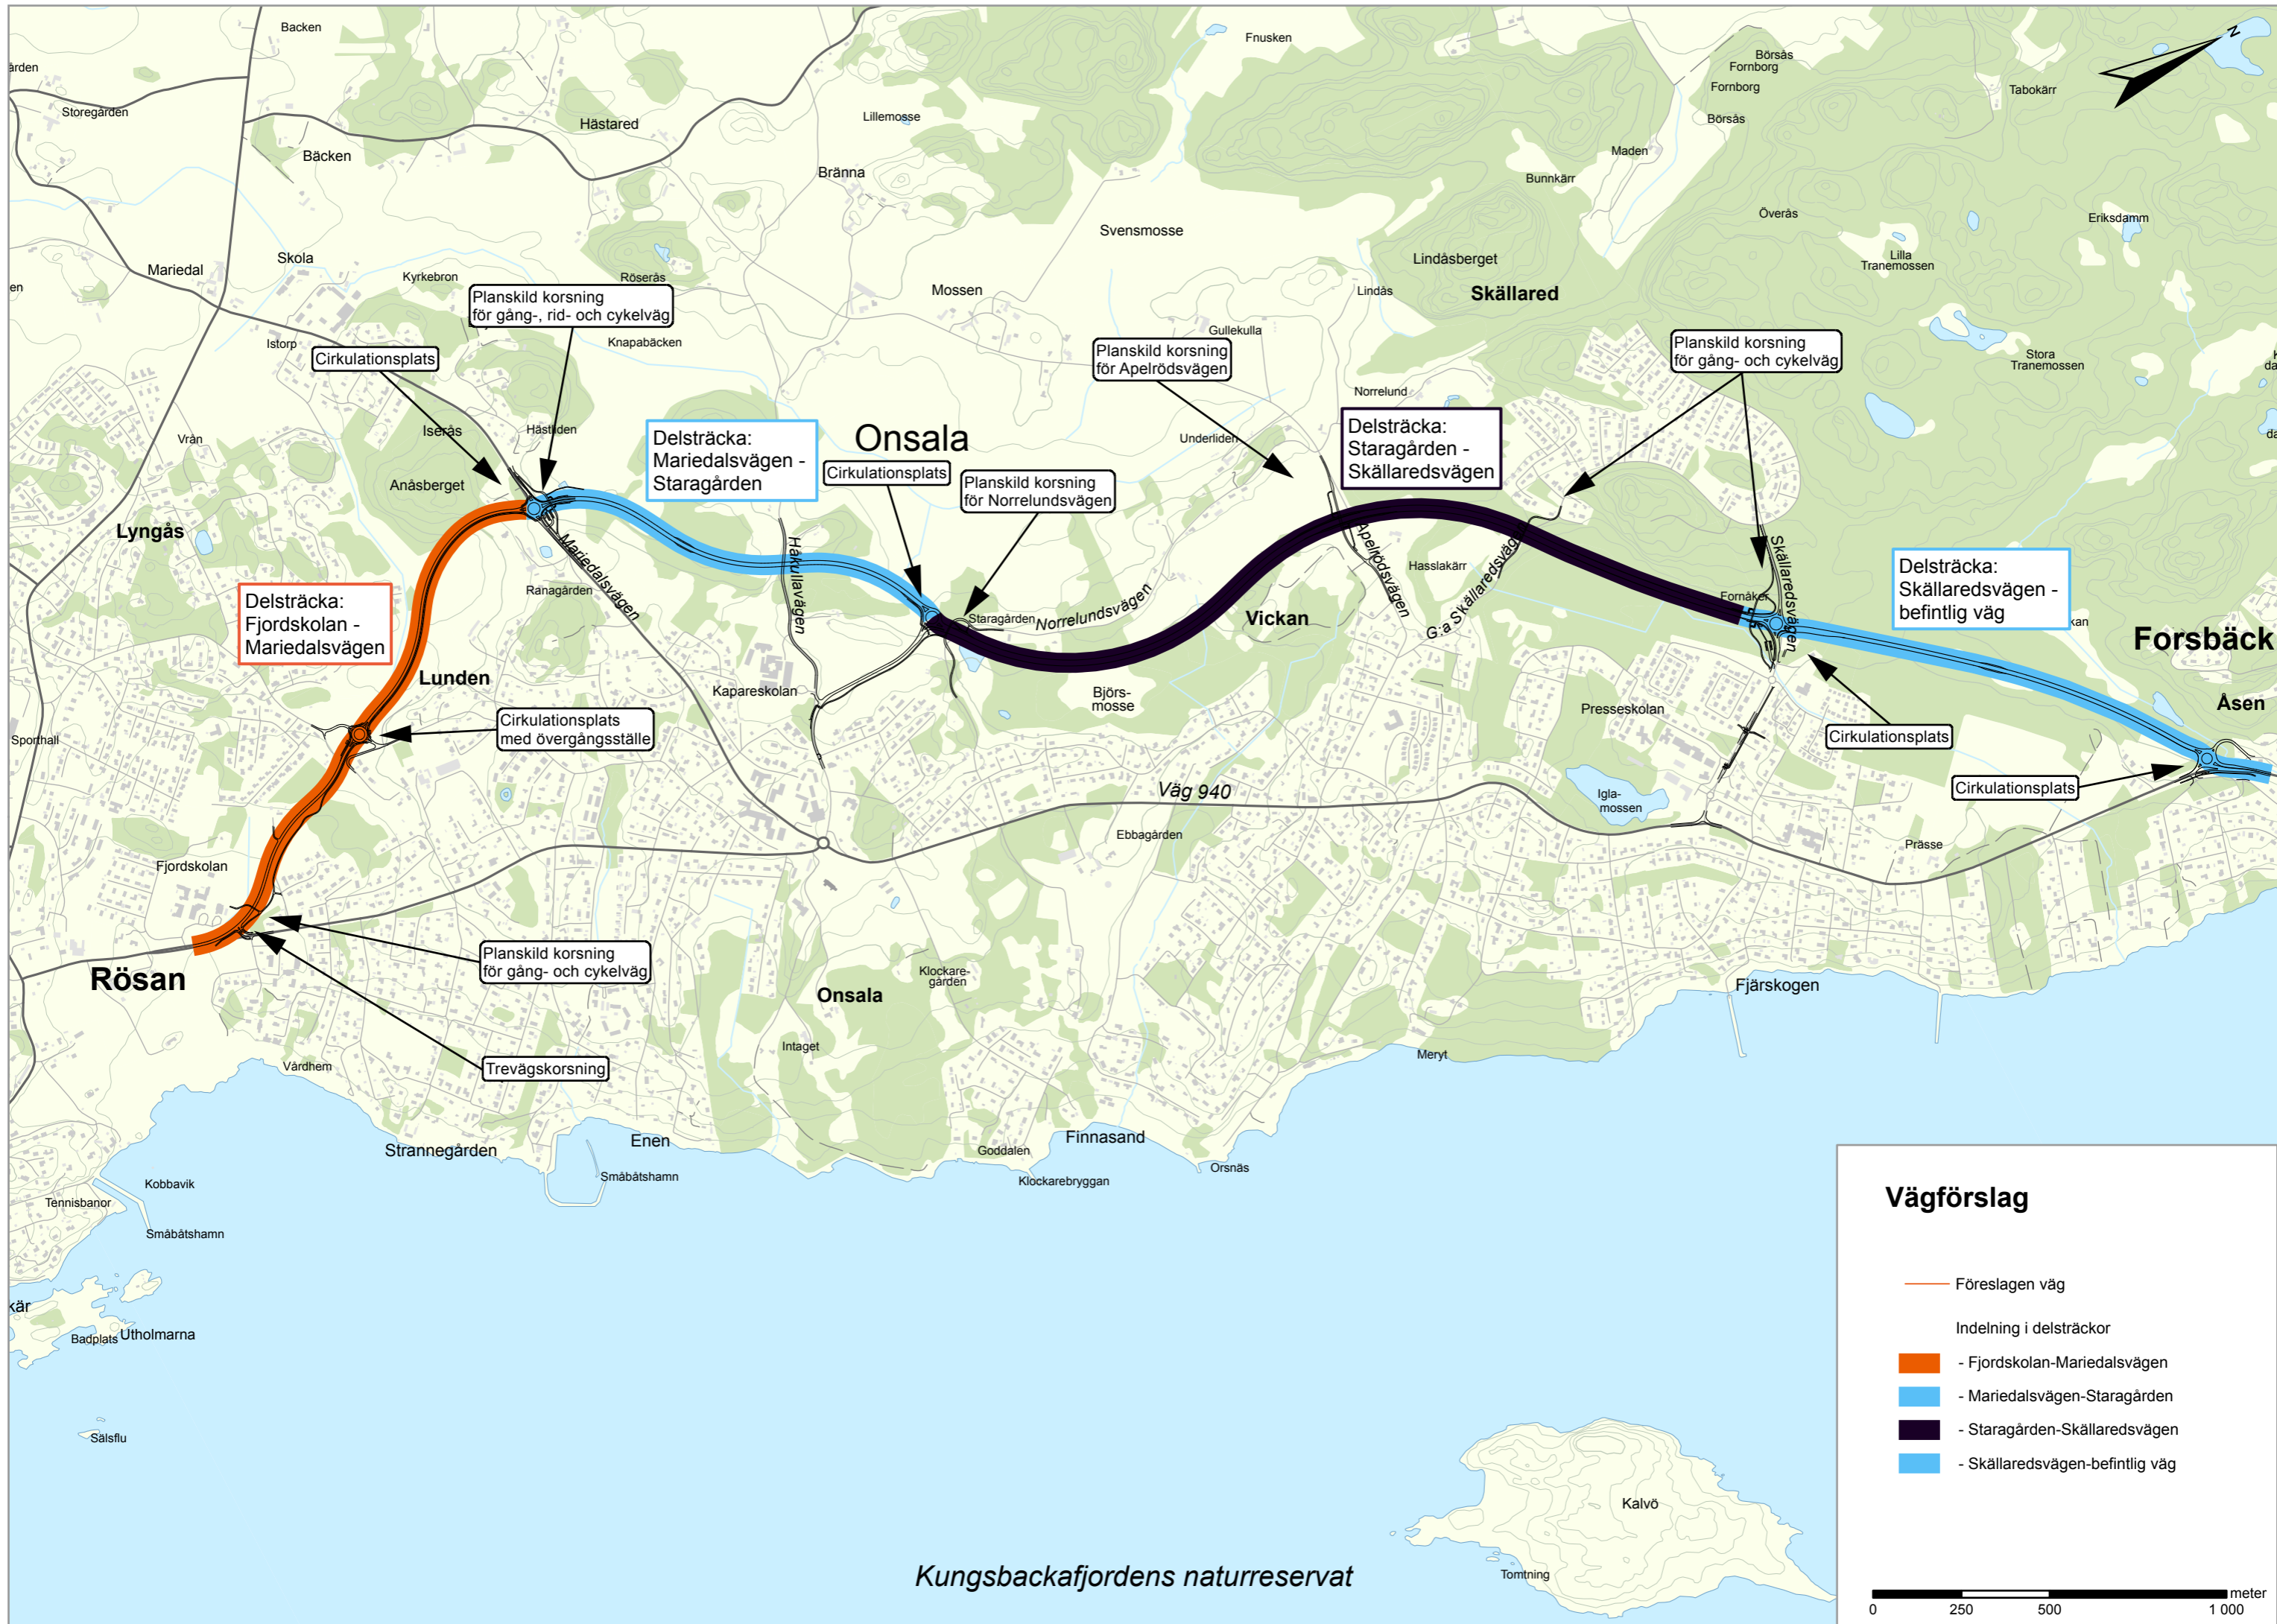 Backen
Fnusken
N
Börsås
Fornborg
Fornborg
Tabokärr
ården
Storegården
Hästared
Lillemosse
Börsås
Bäcken
Bränna
Maden
Bunnkärr
Överås
Eriksdamm
Svensmosse
Skola
Mariedal
Kyrkebron
Röserås
Lindåsberget
Lilla
Tranemossen
en
Mossen
Lindås
Skällared
Planskild korsning
för gång-, rid- och cykelväg
Gullekulla
Istorp
Cirkulationsplats
Knapabäcken
Planskild korsning
för Apelrödsvägen
Planskild korsning
för gång- och cykelväg
Stora
Tranemossen
K
da
Norrelund
Vrån
Iserås
Hästliden
Delsträcka:
Mariedalsvägen -
Staragården
Onsala
Underliden
Delsträcka:
Staragården -
Skällaredsvägen
da
Cirkulationsplats
Planskild korsning
för Norrelundsvägen
Anåsberget
Lyngås
Mariedalsvägen
Håkullavägen
Apelrödsvägen
Hasslakärr
G:a Skällaredsväg
Skällaredsvägen
Delsträcka:
Skällaredsvägen -
befintlig väg
Ranagården
Delsträcka:
Fjordskolan -
Mariedalsvägen
Fornåker
Staragården
Norrelundsvägen
Vickan
kan
Forsbäck
Lunden
Kapareskolan
Björs-
mosse
Åsen
Presseskolan
Cirkulationsplats
med övergångsställe
Sporthall
Cirkulationsplats
Väg 940
Igla-
mossen
Cirkulationsplats
Ebbagården
Prässe
Fjordskolan
Planskild korsning
för gång- och cykelväg
Rösan
Klockare-
gården
Onsala
Fjärskogen
Intaget
Meryt
Vårdhem
Trevägskorsning
Strannegården
Enen
Finnasand
Goddalen
Orsnäs
Småbåtshamn
Klockarebryggan
Kobbavik
Tennisbanor
Småbåtshamn
kär
Badplats
Utholmarna
Sälsflu
Kalvö
Tomtning
Kungsbackafjordens naturreservat
Vägförslag
Föreslagen väg
Indelning i delsträckor
- Fjordskolan-Mariedalsvägen
- Mariedalsvägen-Staragården
- Staragården-Skällaredsvägen
- Skällaredsvägen-befintlig väg
meter
0 250 500 1 000